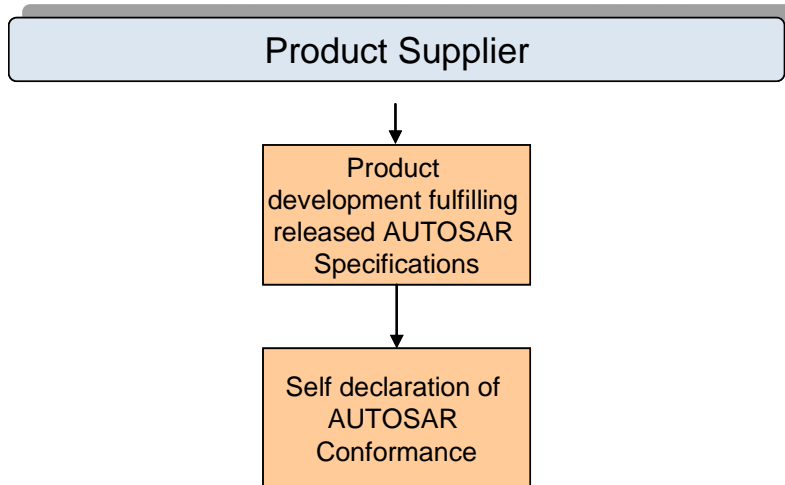 Product Supplier
Product
development fulfilling
released AUTOSAR
Specifications
Self declaration of
AUTOSAR
Conformance